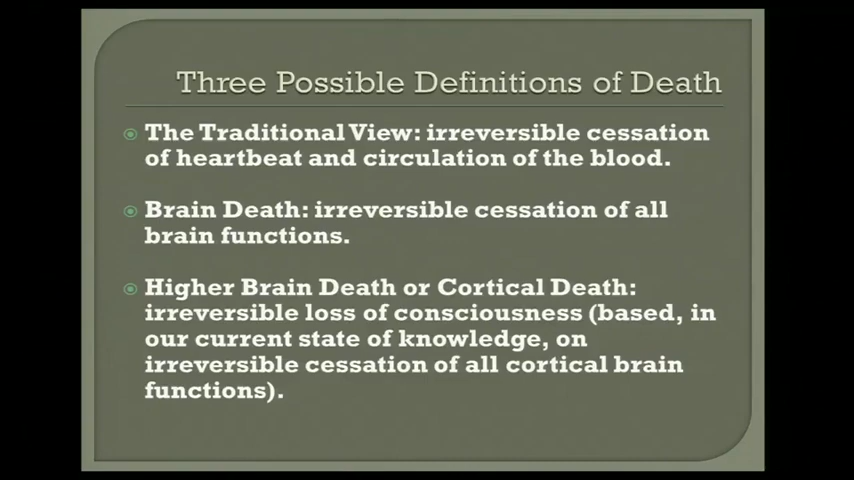 Three Possible Definitions of Death
The Traditional View: irreversible cessation
of heartbeat and circulation of the blood.
Brain Death: irreversible cessation of all
brain functions.
Higher Brain Death or Cortical Death:
irreversible loss of consciousness (based, in
our current state of knowledge, on
irreversible cessation of all cortical brain
functions).